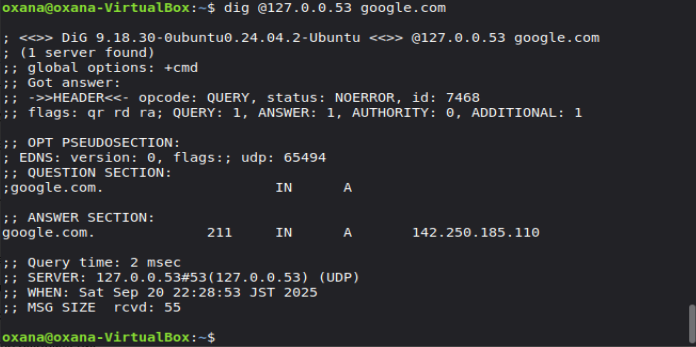 oxana@oxana-VirtualBox:~$ dig @127.0.0.53 google.com
; <<>> DiG 9.18.30-0ubuntu0.24.04.2-Ubuntu <<>> @127.0.0.53 google.com
; (1 server found)
;; global options: +cmd
;; Got answer:
;; ->>HEADER<<- opcode: QUERY, status: NOERROR, id: 7468
;; flags: qr rd ra; QUERY: 1, ANSWER: 1, AUTHORITY: 0, ADDITIONAL: 1
;; OPT PSEUDOSECTION:
; EDNS: version: 0, flags:; udp: 65494
;; QUESTION SECTION:
;google.com. IN A
;; ANSWER SECTION:
google.com. 211 IN A 142.250.185.110
;; Query time: 2 msec
;; SERVER: 127.0.0.53#53(127.0.0.53) (UDP)
;; WHEN: Sat Sep 20 22:28:53 JST 2025
;; MSG SIZE rcvd: 55
oxana@oxana-VirtualBox:~$